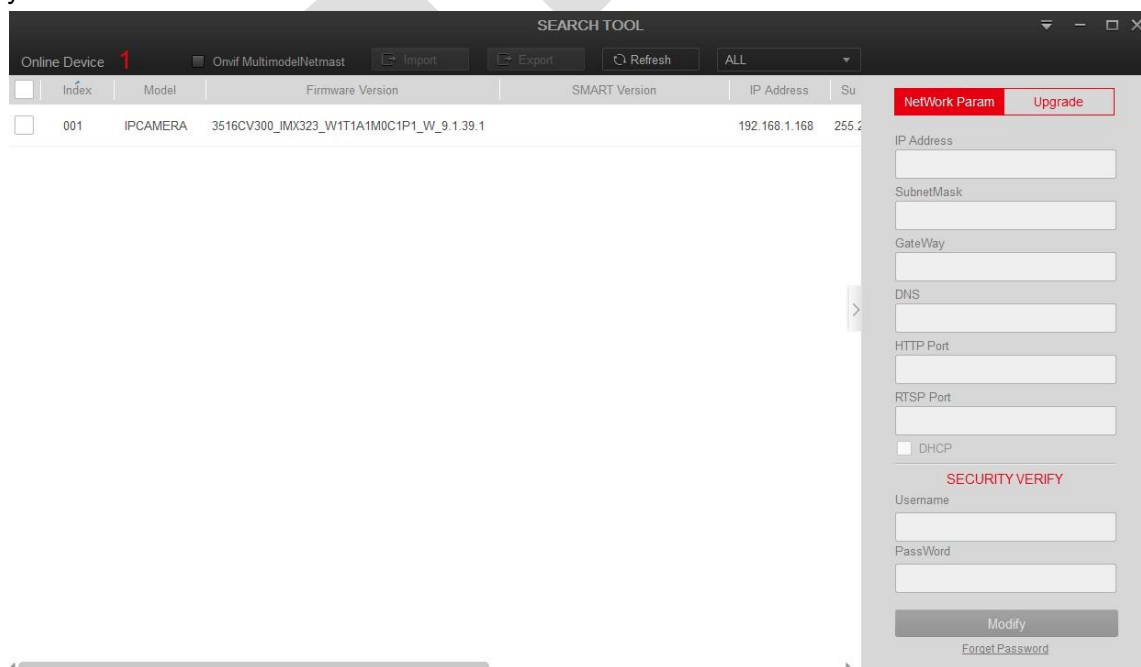 SEARCH TOOL
Online Device 1 Onvif MultimodelNetmast Import Export Refresh ALL
Index Model Firmware Version SMART Version IP Address Su
001 IPCAMERA 3516CV300_IMX323_W1T1A1M0C1P1_W_9.1.39.1 192.168.1.168 255.2
NetWork Param Upgrade
IP Address
SubnetMask
GateWay
DNS
HTTP Port
RTSP Port
DHCP
SECURITY VERIFY
Username
PassWord
Modify
Forget Password